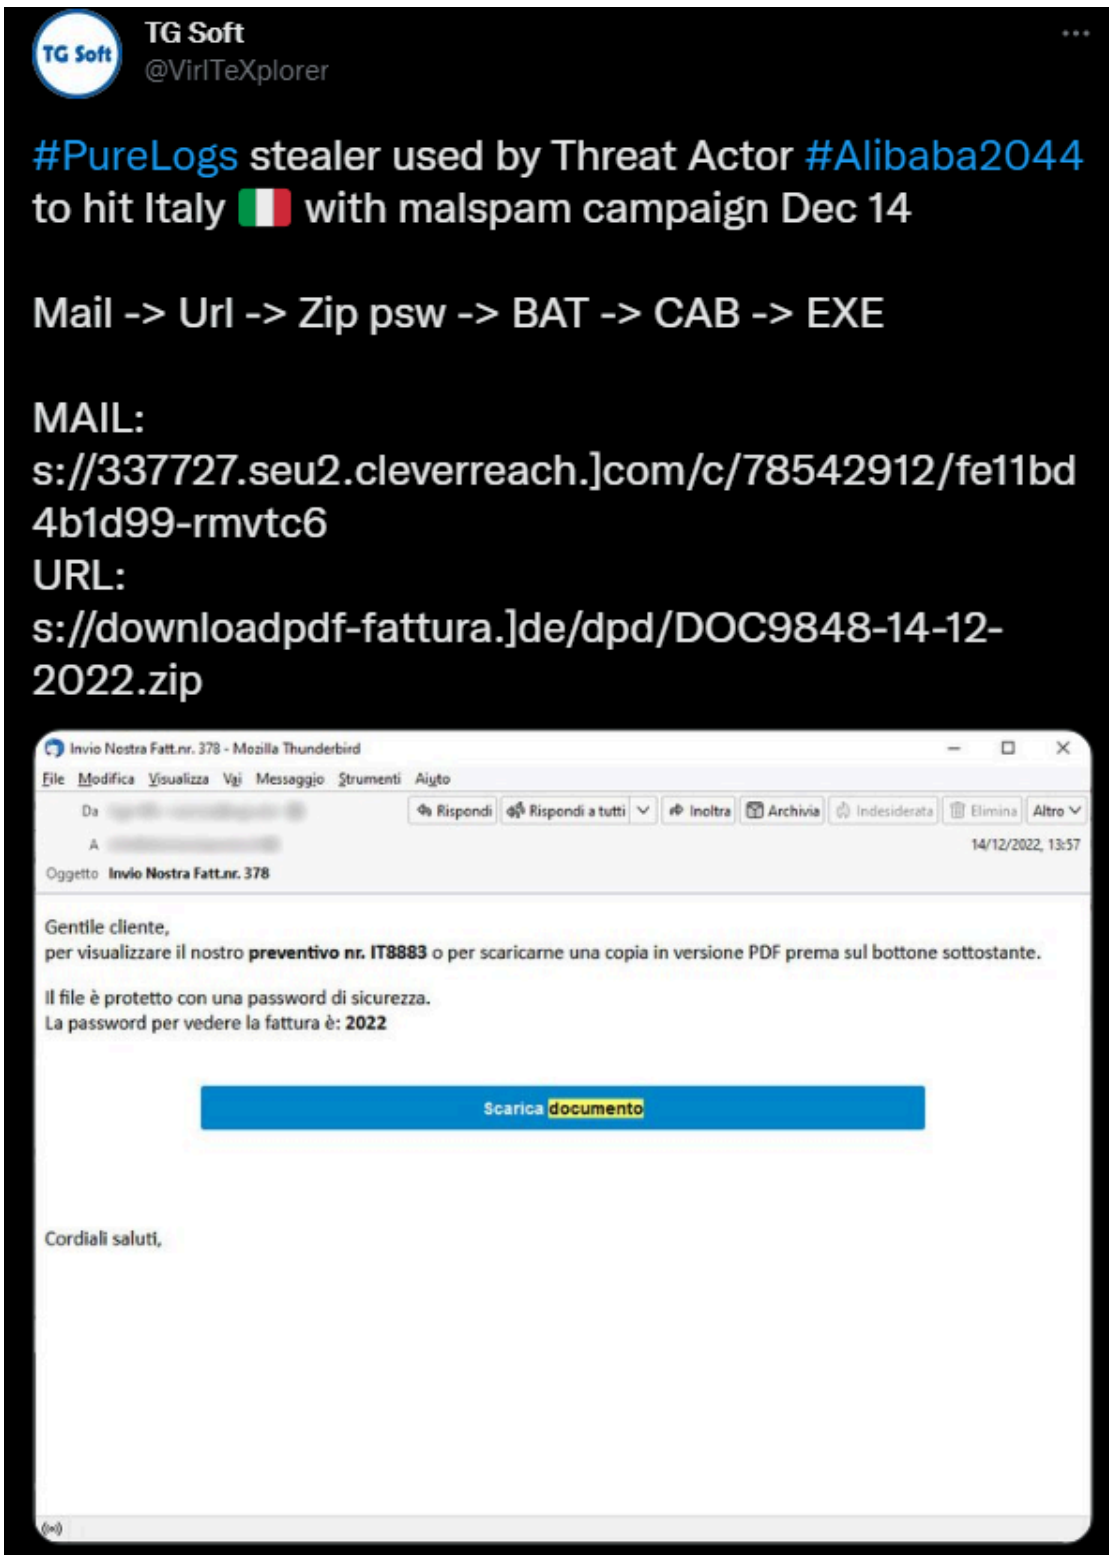 TG Soft
TG Soft
@VirITeXplorer
#PureLogs stealer used by Threat Actor #Alibaba2044
to hit Italy 🇮🇹 with malspam campaign Dec 14
Mail -> Url -> Zip psw -> BAT -> CAB -> EXE
MAIL:
s://337727.seu2.cleverreach.]com/c/78542912/fe11bd
4b1d99-rmvtc6
URL:
s://downloadpdf-fattura.]de/dpd/DOC9848-14-12-
2022.zip
Invio Nostra Fatt.nr. 378 - Mozilla Thunderbird
File Modifica Visualizza Vai Messaggio Strumenti Aiuto
Da Rispondi Rispondi a tutti Inoltra Archivia Indesiderata Elimina Altro
A 14/12/2022, 13:57
Oggetto Invio Nostra Fatt.nr. 378
Gentile cliente,
per visualizzare il nostro preventivo nr. IT8883 o per scaricarne una copia in versione PDF prema sul bottone sottostante.
Il file è protetto con una password di sicurezza.
La password per vedere la fattura è: 2022
Scarica documento
Cordiali saluti,